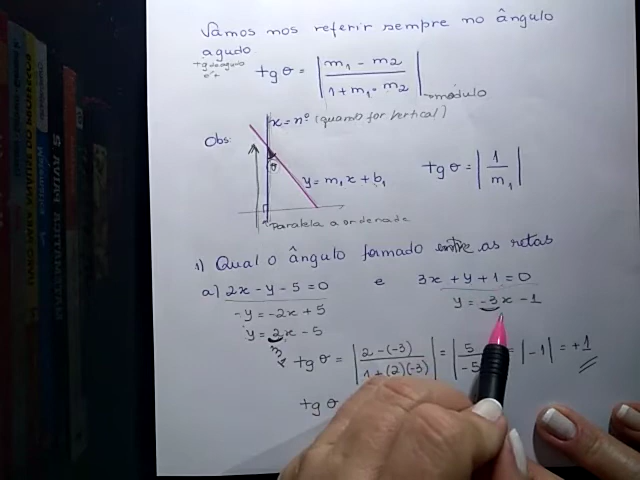 Vamos nos referir sempre no ângulo
agudo
tg θ = | m₁ - m₂ / 1 + m₁ · m₂ | → módulo
Obs: x = nº (quando for vertical)
θ
y = m₁x + b₁
tg θ = | 1 / m₁ |
Paralela a ordenada
1) Qual o ângulo formado entre as retas
a) 2x - y - 5 = 0 e 3x + y + 1 = 0
-y = -2x + 5 y = -3x - 1
y = 2x - 5
tg θ = | 2 - (-3) / 1 + (2)(-3) | = | 5 / -5 | = | -1 | = +1
tg θ